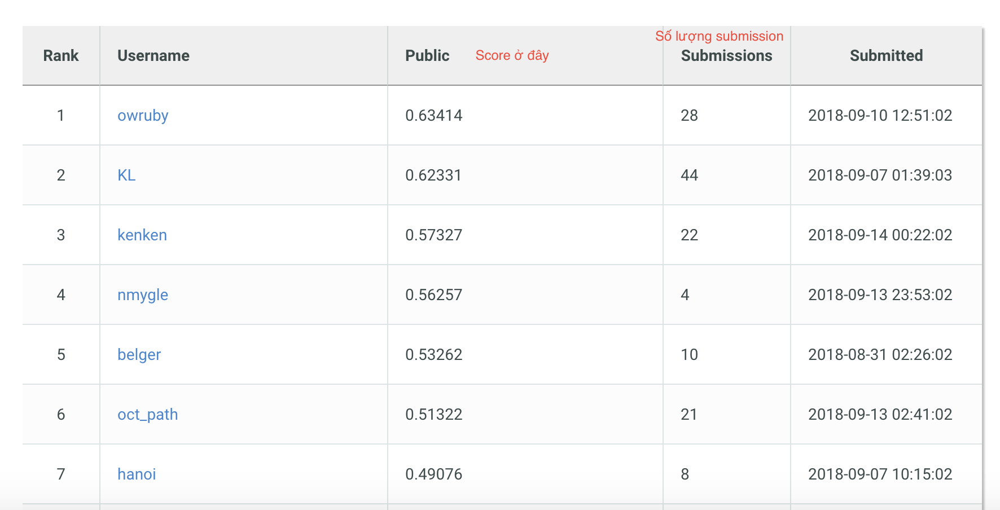 Số lượng submission
Rank Username Public Score ở đây Submissions Submitted
1 owruby 0.63414 28 2018-09-10 12:51:02
2 KL 0.62331 44 2018-09-07 01:39:03
3 kenken 0.57327 22 2018-09-14 00:22:02
4 nmygle 0.56257 4 2018-09-13 23:53:02
5 belger 0.53262 10 2018-08-31 02:26:02
6 oct_path 0.51322 21 2018-09-13 02:41:02
7 hanoi 0.49076 8 2018-09-07 10:15:02